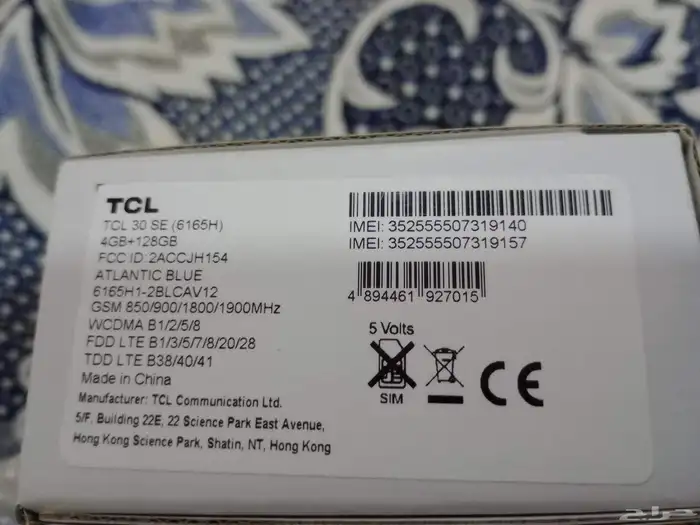 TCL
TCL 30 SE (6165H)
4GB+128GB
FCC ID: 2ACCJH154
ATLANTIC BLUE
6165H1-2BLCAV12
GSM 850/900/1800/1900MHz
WCDMA B1/2/5/8
FDD LTE B1/3/5/7/8/20/28
TDD LTE B38/40/41
Made in China
Manufacturer: TCL Communication Ltd.
5/F, Building 22E, 22 Science Park East Avenue,
Hong Kong Science Park, Shatin, NT, Hong Kong
IMEI: 352555507319140
IMEI: 352555507319157
4 894461 927015
5 Volts
SIM
CE
حراج